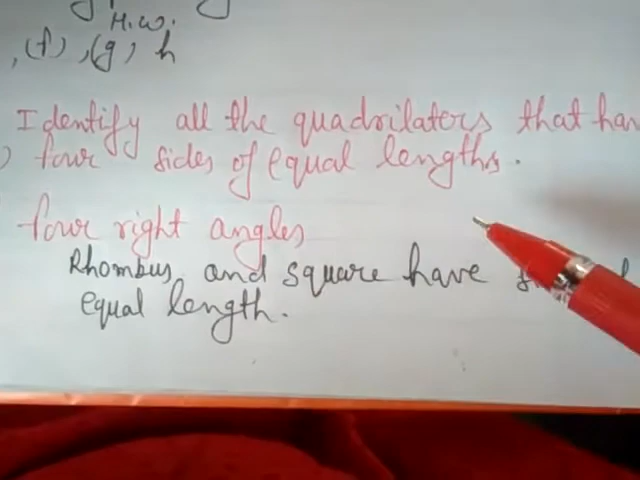 H.W.
, (f), (g), h
Identify all the quadrilaters that hav
) four sides of equal lengths.
four right angles
Rhombus and square have
equal length.